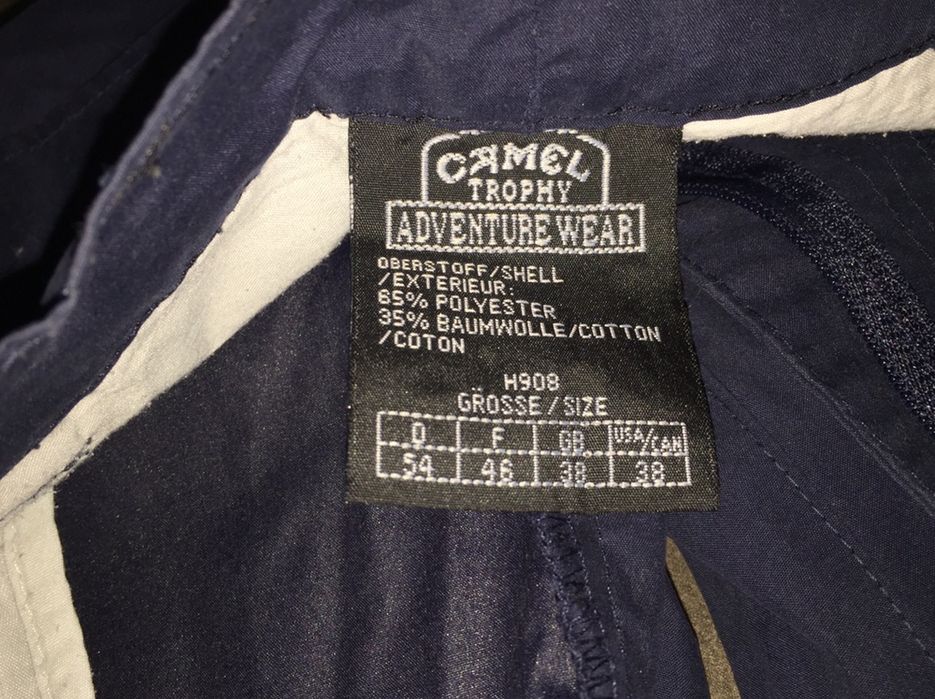 CAMEL
TROPHY
ADVENTURE WEAR
OBERSTOFF/SHELL
/EXTERIEUR:
65% POLYESTER
35% BAUMWOLLE/COTTON
/COTON
H908
GRÖSSE/SIZE
D F GB USA/CAN
54 46 38 38